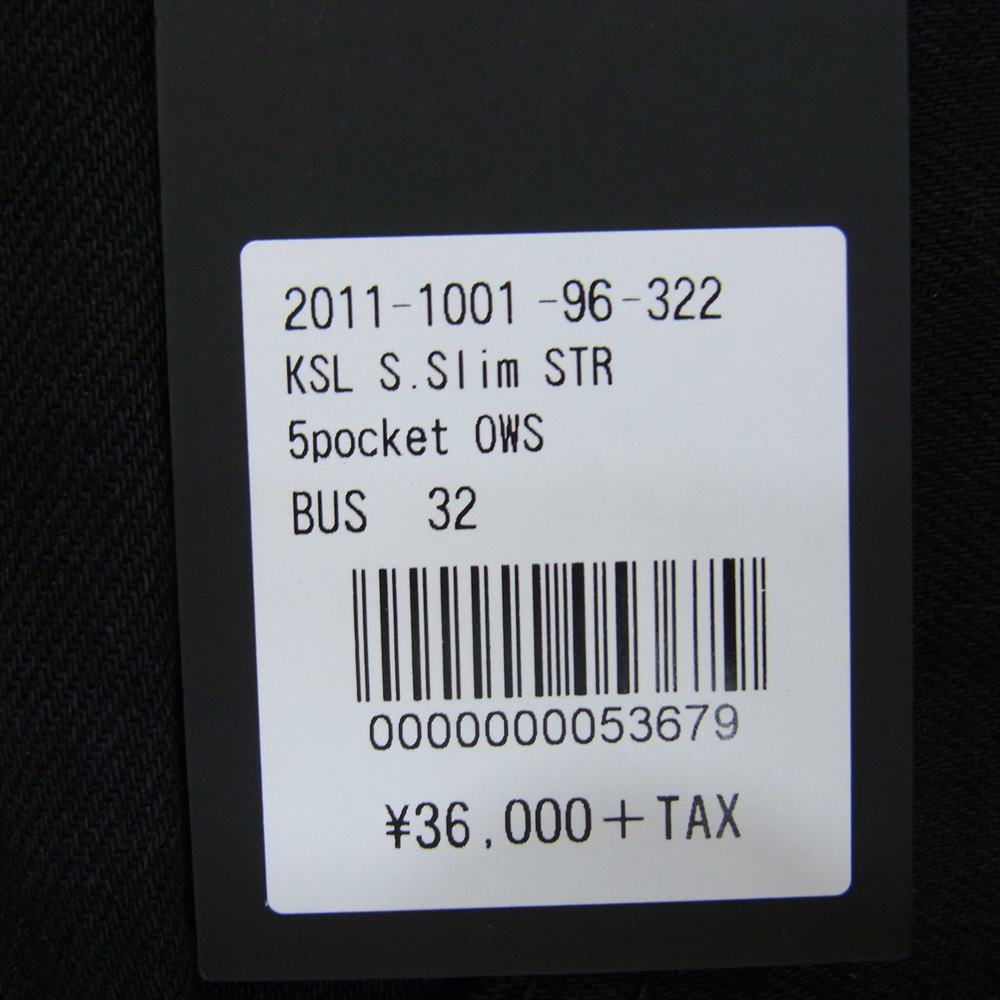 2011-1001-96-322
KSL S.Slim STR
5pocket OWS
BUS 32
0000000053679
¥36,000+TAX